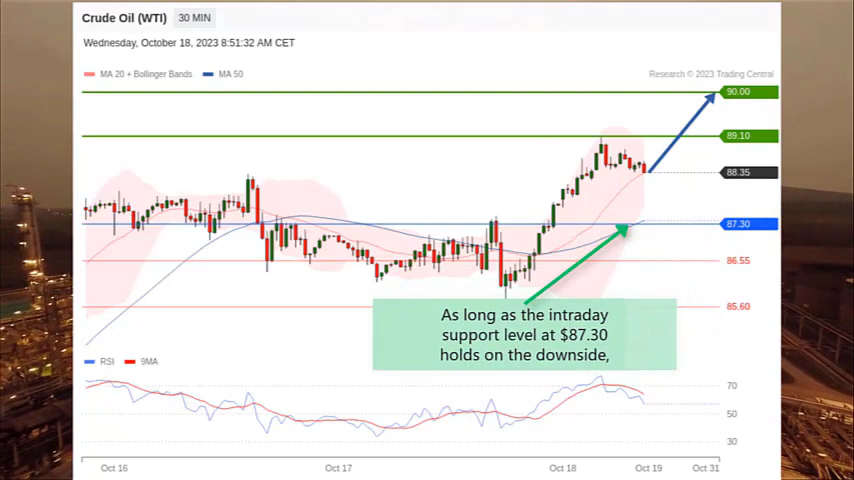 Crude Oil (WTI) 30 MIN
Wednesday, October 18, 2023 8:51:32 AM CET
MA 20 + Bollinger Bands MA 50 Research © 2023 Trading Central
90.00
89.10
88.35
87.30
86.55
85.60
As long as the intraday
support level at $87.30
holds on the downside,
RSI 9MA
70
50
30
Oct 16 Oct 17 Oct 18 Oct 19 Oct 31